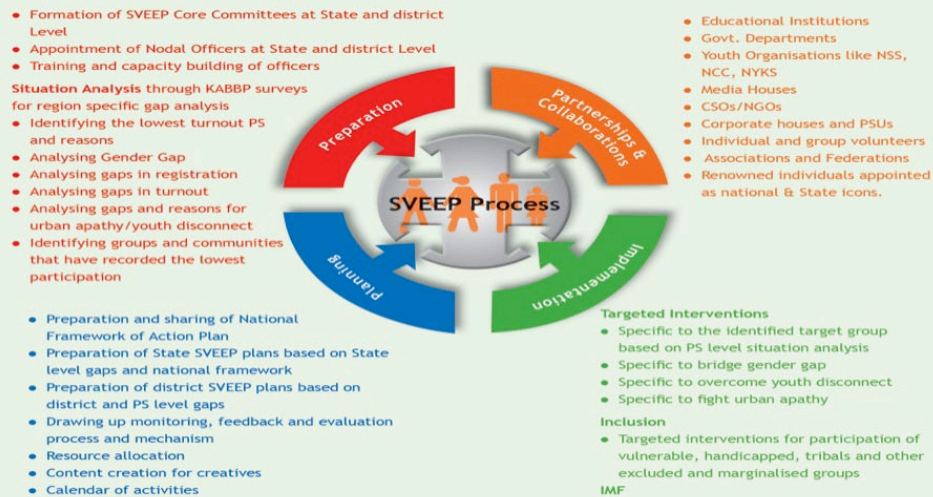 • Formation of SVEEP Core Committees at State and district
Level
• Appointment of Nodal Officers at State and district Level
• Training and capacity building of officers
Situation Analysis through KABBP surveys
for region specific gap analysis
• Identifying the lowest turnout PS
and reasons
• Analysing Gender Gap
• Analysing gaps in registration
• Analysing gaps in turnout
• Analysing gaps and reasons for
urban apathy/youth disconnect
• Identifying groups and communities
that have recorded the lowest
participation
Preparation
Partnerships &
Collaborations
• Educational Institutions
• Govt. Departments
• Youth Organisations like NSS,
NCC, NYKS
• Media Houses
• CSOs/NGOs
• Corporate houses and PSUs
• Individual and group volunteers
• Associations and Federations
• Renowned individuals appointed
as national & State icons.
SVEEP Process
Planning
Implementation
• Preparation and sharing of National
Framework of Action Plan
• Preparation of State SVEEP plans based on State
level gaps and national framework
• Preparation of district SVEEP plans based on
district and PS level gaps
• Drawing up monitoring, feedback and evaluation
process and mechanism
• Resource allocation
• Content creation for creatives
• Calendar of activities
Targeted Interventions
• Specific to the identified target group
based on PS level situation analysis
• Specific to bridge gender gap
• Specific to overcome youth disconnect
• Specific to fight urban apathy
Inclusion
• Targeted interventions for participation of
vulnerable, handicapped, tribals and other
excluded and marginalised groups
IMF